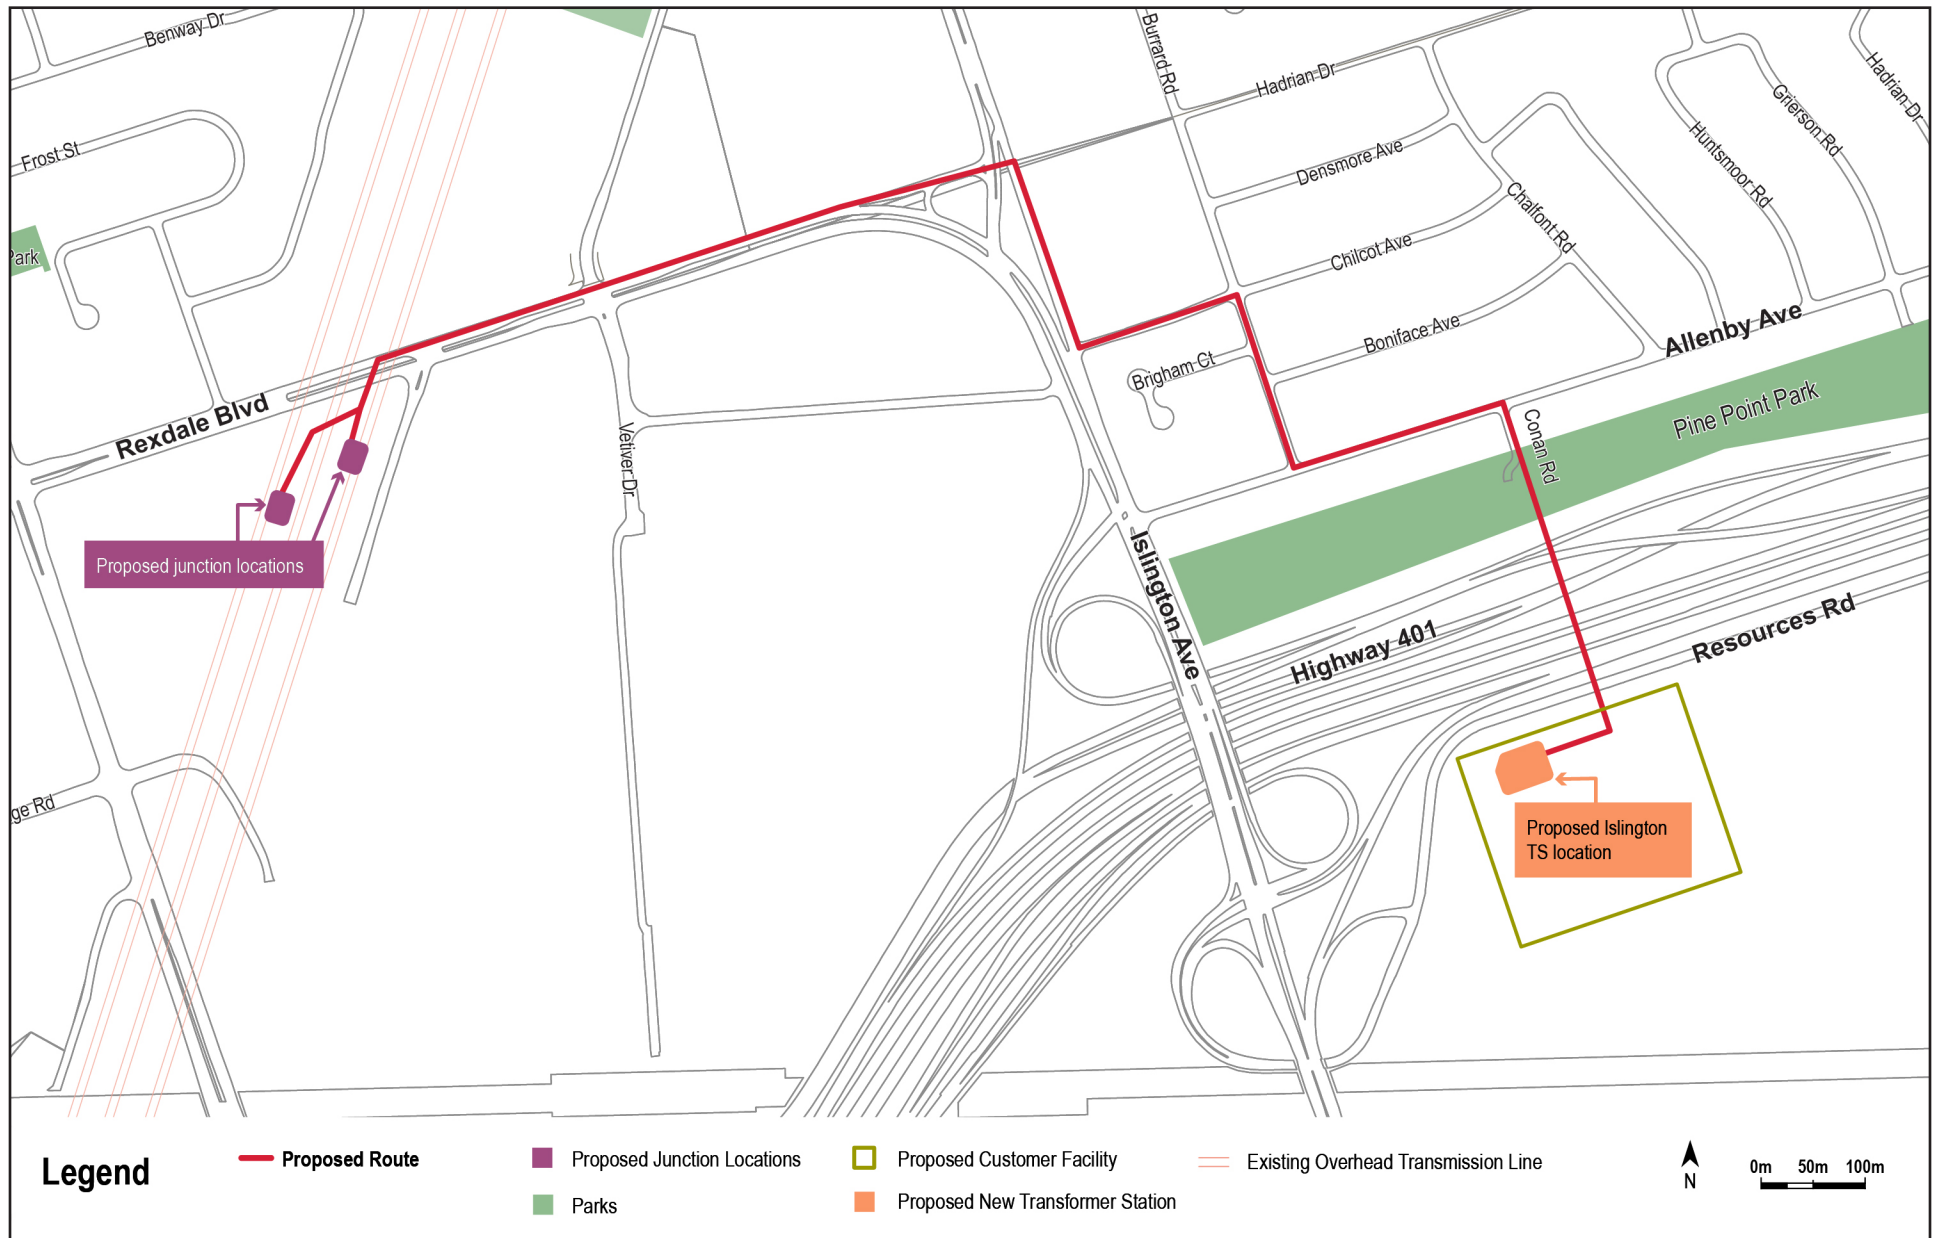 Benway Dr
Burrard Rd
Hadrian Dr
Hadrian Dr
Grierson Rd
Huntsmoor Rd
Frost St
Densmore Ave
Chalfont Rd
Chilcot Ave
Park
Boniface Ave
Allenby Ave
Brigham Ct
Pine Point Park
Rexdale Blvd
Conan Rd
Vetiver Dr
Islington Ave
Proposed junction locations
Highway 401
Resources Rd
ge Rd
Proposed Islington
TS location
Legend
Proposed Route
Proposed Junction Locations
Parks
Proposed Customer Facility
Proposed New Transformer Station
Existing Overhead Transmission Line
N
0m 50m 100m